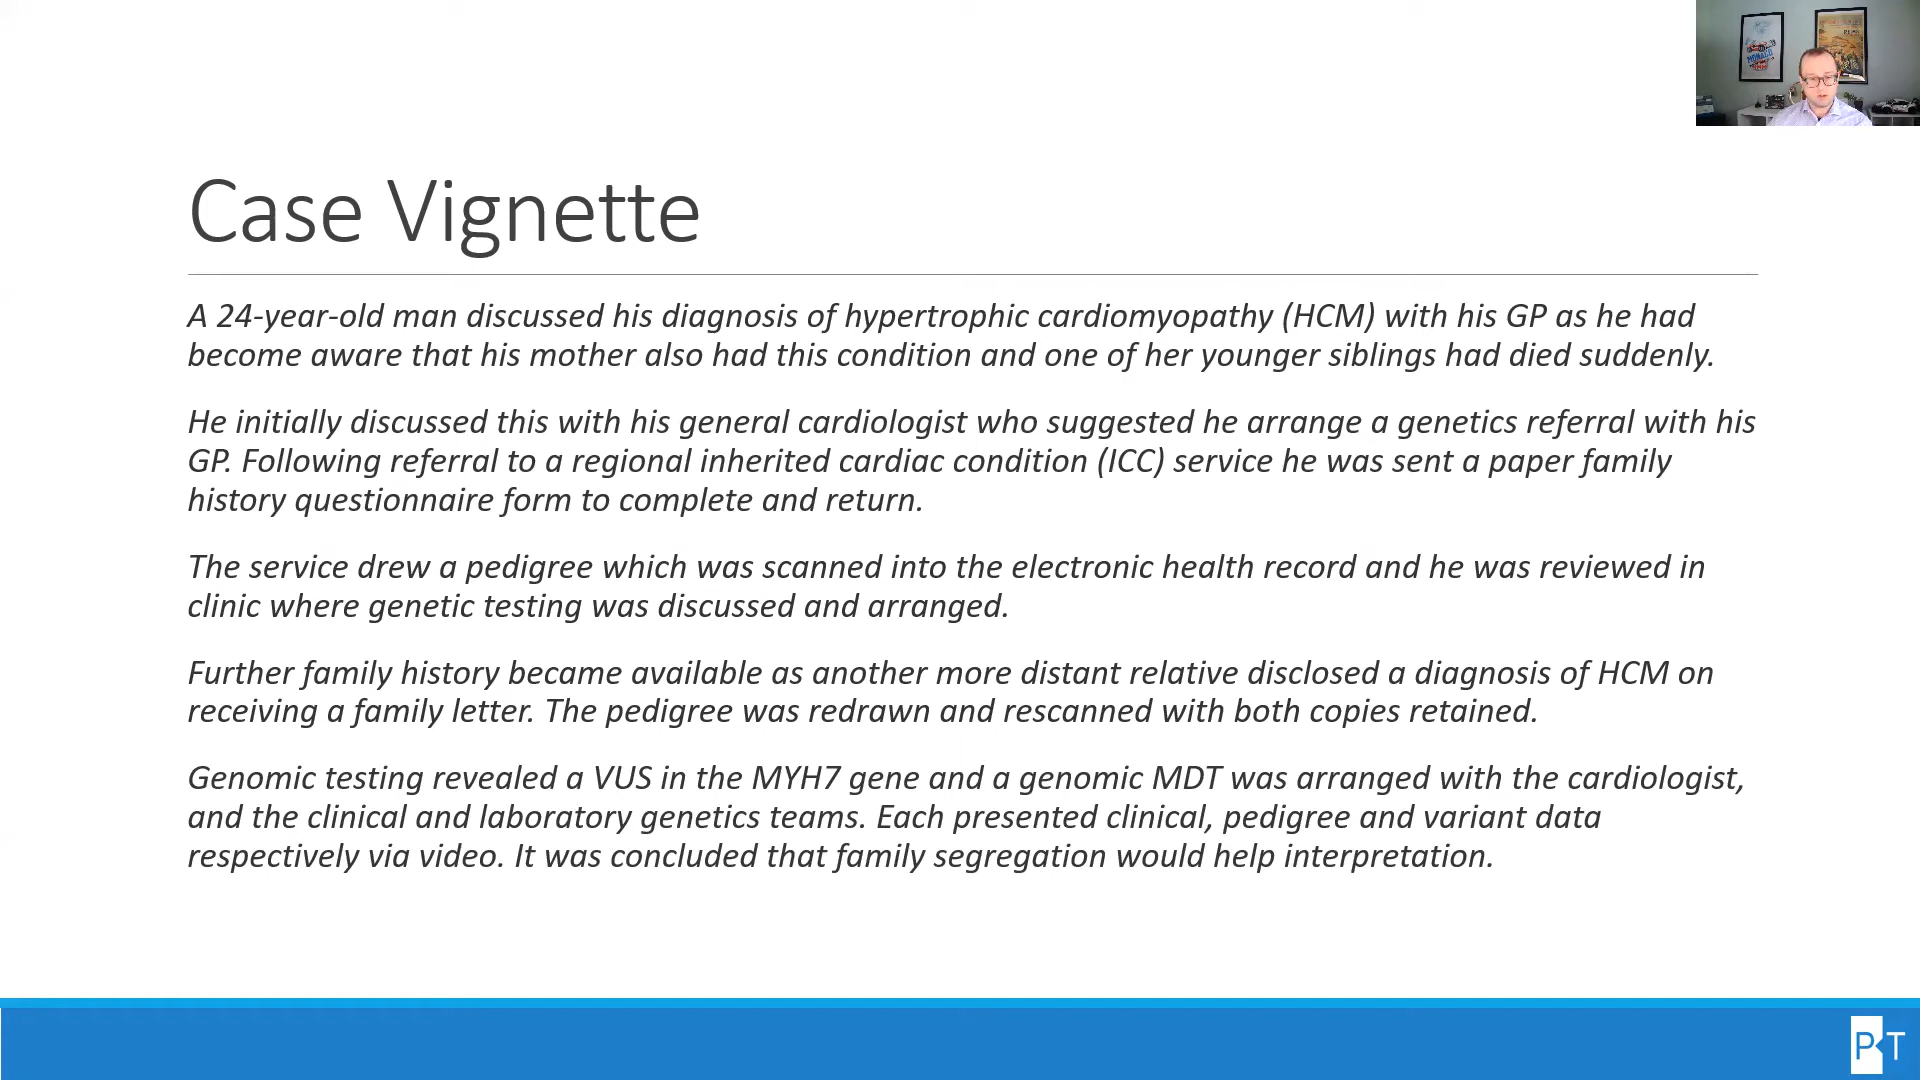 MONACO
Case Vignette
A 24-year-old man discussed his diagnosis of hypertrophic cardiomyopathy (HCM) with his GP as he had
become aware that his mother also had this condition and one of her younger siblings had died suddenly.
He initially discussed this with his general cardiologist who suggested he arrange a genetics referral with his
GP. Following referral to a regional inherited cardiac condition (ICC) service he was sent a paper family
history questionnaire form to complete and return.
The service drew a pedigree which was scanned into the electronic health record and he was reviewed in
clinic where genetic testing was discussed and arranged.
Further family history became available as another more distant relative disclosed a diagnosis of HCM on
receiving a family letter. The pedigree was redrawn and rescanned with both copies retained.
Genomic testing revealed a VUS in the MYH7 gene and a genomic MDT was arranged with the cardiologist,
and the clinical and laboratory genetics teams. Each presented clinical, pedigree and variant data
respectively via video. It was concluded that family segregation would help interpretation.
PT